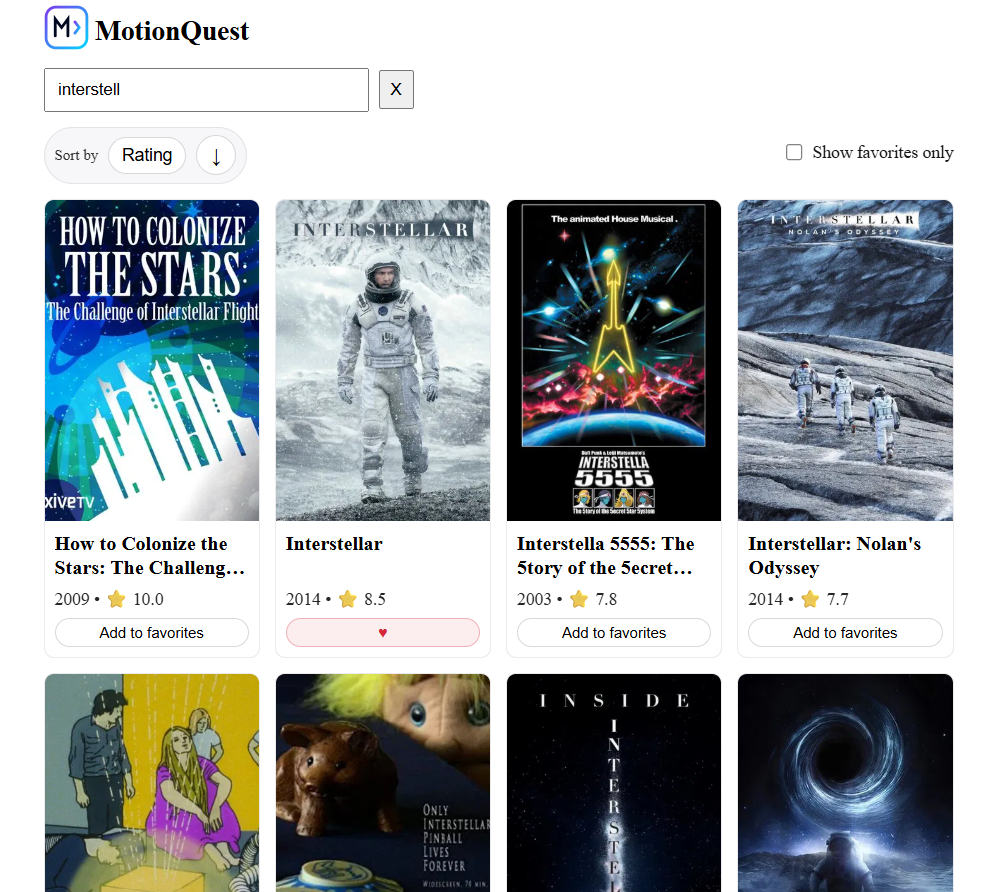 M› MotionQuest
interstell X
Sort by Rating ↓
Show favorites only
HOW TO COLONIZE
THE STARS:
The Challenge of Interstellar Flight
xiveTV
INTERSTELLAR
The animated House Musical.
Daft Punk & Leiji Matsumoto's
INTERSTELLA
5555
The 5tory of the 5ecret 5tar 5ystem
INTERSTELLAR
NOLAN'S ODYSSEY
How to Colonize the
Stars: The Challeng…
2009 • ⭐ 10.0
Add to favorites
Interstellar
2014 • ⭐ 8.5
♥
Interstella 5555: The
5tory of the 5ecret…
2003 • ⭐ 7.8
Add to favorites
Interstellar: Nolan's
Odyssey
2014 • ⭐ 7.7
Add to favorites
ONLY
INTERSTELLAR
PINBALL
LIVES
FOREVER
WIDESCREEN, 70 MIN.
INSIDE
INTERSTEL